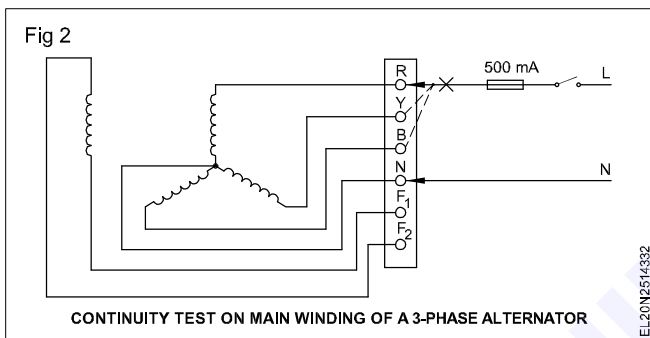 Fig 2
R
Y
B
N
F1
F2
500 mA
L
N
CONTINUITY TEST ON MAIN WINDING OF A 3-PHASE ALTERNATOR
EL20N2514332